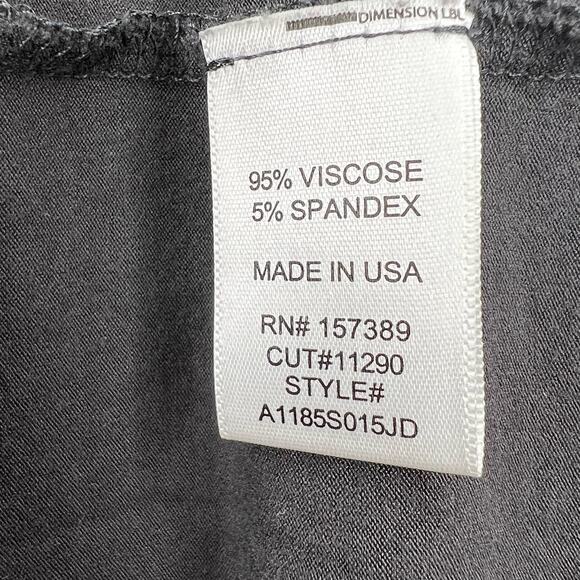 DIMENSION LBL
95% VISCOSE
5% SPANDEX
MADE IN USA
RN# 157389
CUT#11290
STYLE#
A1185S015JD